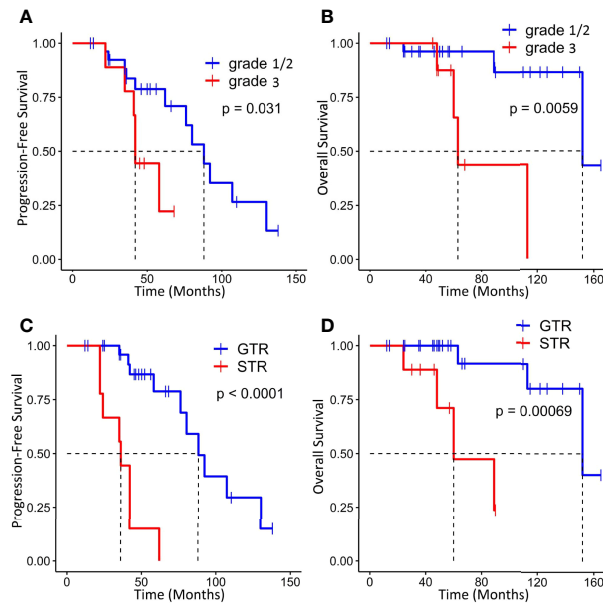 A
Progression-Free Survival
1.00
0.75
0.50
0.25
0.00
grade 1/2
grade 3
p = 0.031
0
50
100
150
Time (Months)
B
Overall Survival
1.00
0.75
0.50
0.25
0.00
grade 1/2
grade 3
p = 0.0059
0
40
80
120
160
Time (Months)
C
Progression-Free Survival
1.00
0.75
0.50
0.25
0.00
GTR
STR
p < 0.0001
0
50
100
150
Time (Months)
D
Overall Survival
1.00
0.75
0.50
0.25
0.00
GTR
STR
p = 0.00069
0
40
80
120
160
Time (Months)